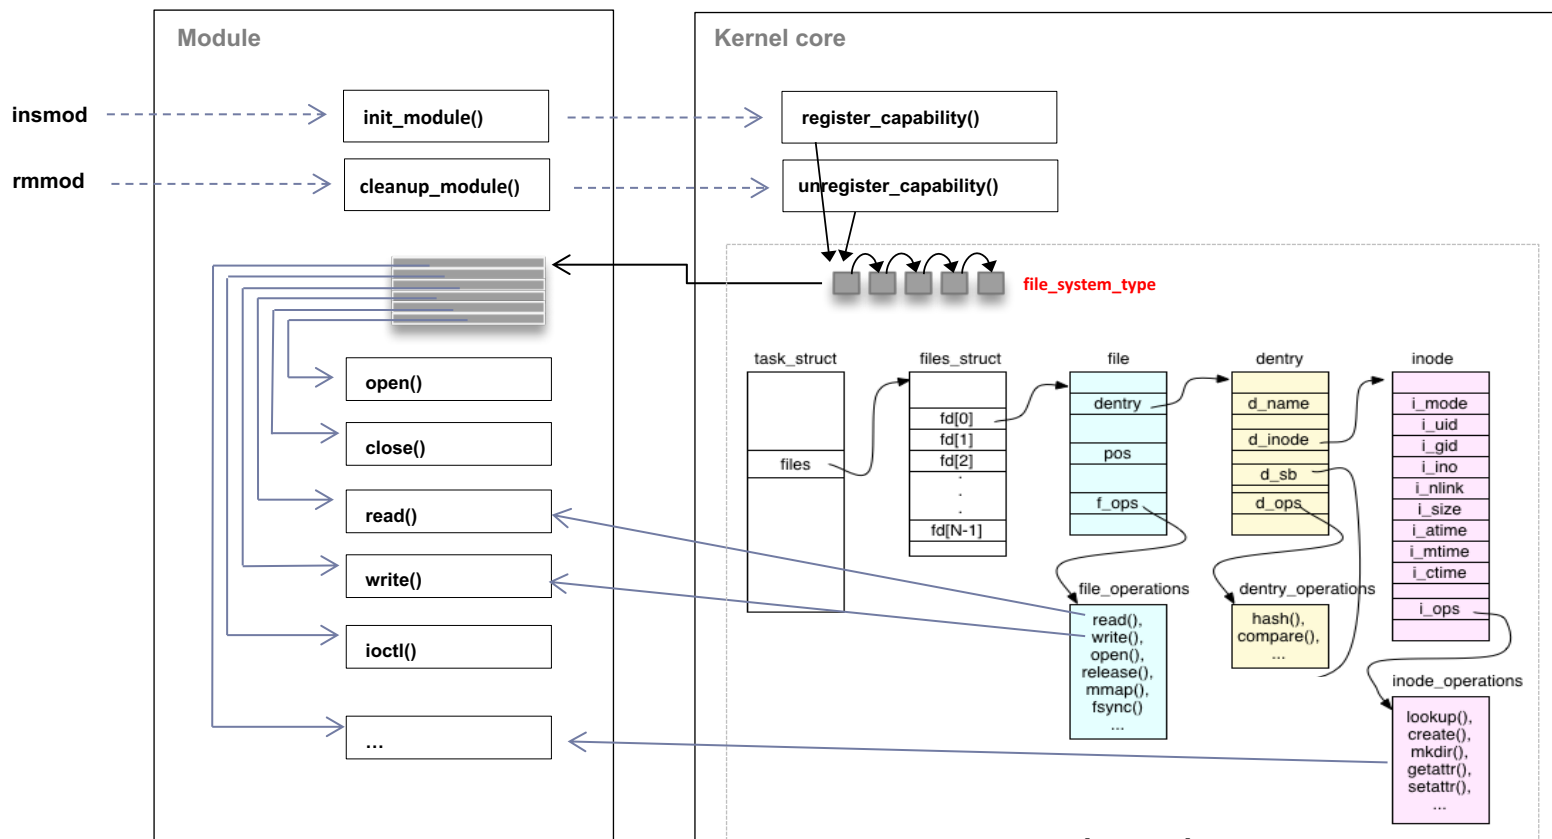 Module
Kernel core
insmod
init_module()
register_capability()
rmmod
cleanup_module()
unregister_capability()
file_system_type
open()
close()
read()
write()
ioctl()
...
task_struct
files
files_struct
fd[0]
fd[1]
fd[2]
.
.
.
fd[N-1]
file
dentry
pos
f_ops
file_operations
read(),
write(),
open(),
release(),
mmap(),
fsync()
...
dentry
d_name
d_inode
d_sb
d_ops
dentry_operations
hash(),
compare(),
...
inode
i_mode
i_uid
i_gid
i_ino
i_nlink
i_size
i_atime
i_mtime
i_ctime
i_ops
inode_operations
lookup(),
create(),
mkdir(),
getattr(),
setattr(),
...